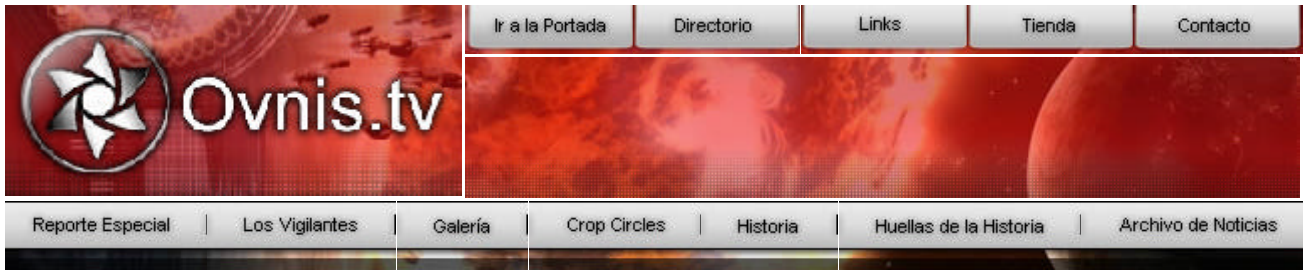 Ir a la Portada Directorio Links Tienda Contacto
Ovnis.tv
Reporte Especial Los Vigilantes Galería Crop Circles Historia Huellas de la Historia Archivo de Noticias